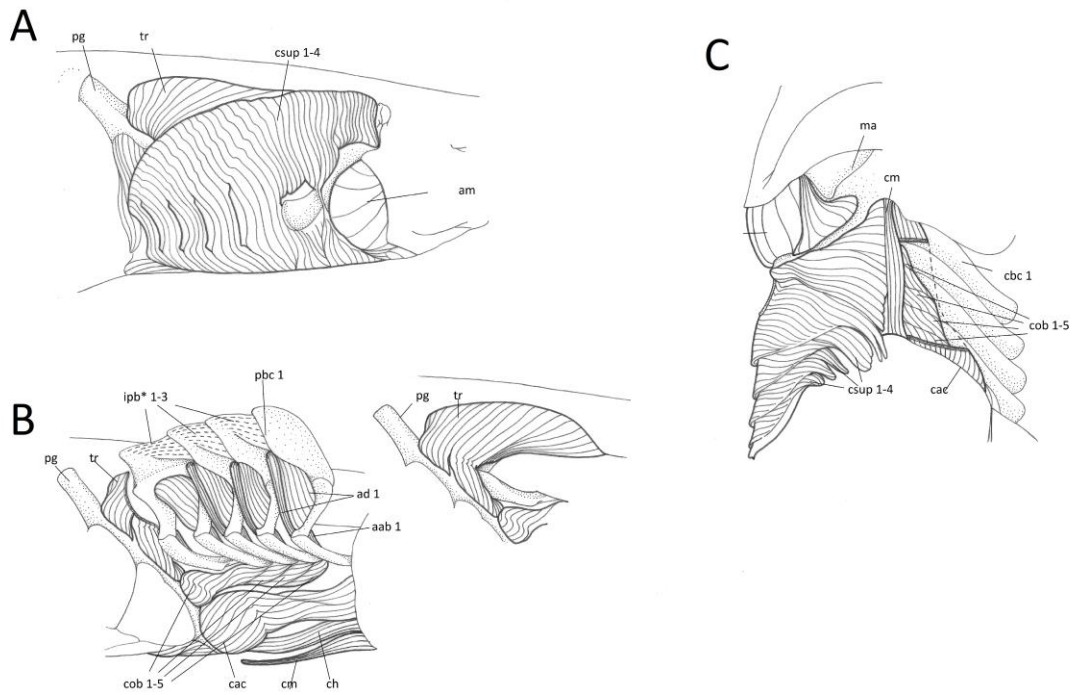 A
pg
tr
csup 1-4
am
B
ipb* 1-3
pbc 1
pg
tr
ad 1
aab 1
cob 1-5
cac
cm
ch
pg
tr
C
ma
cm
cbc 1
cob 1-5
csup 1-4
cac